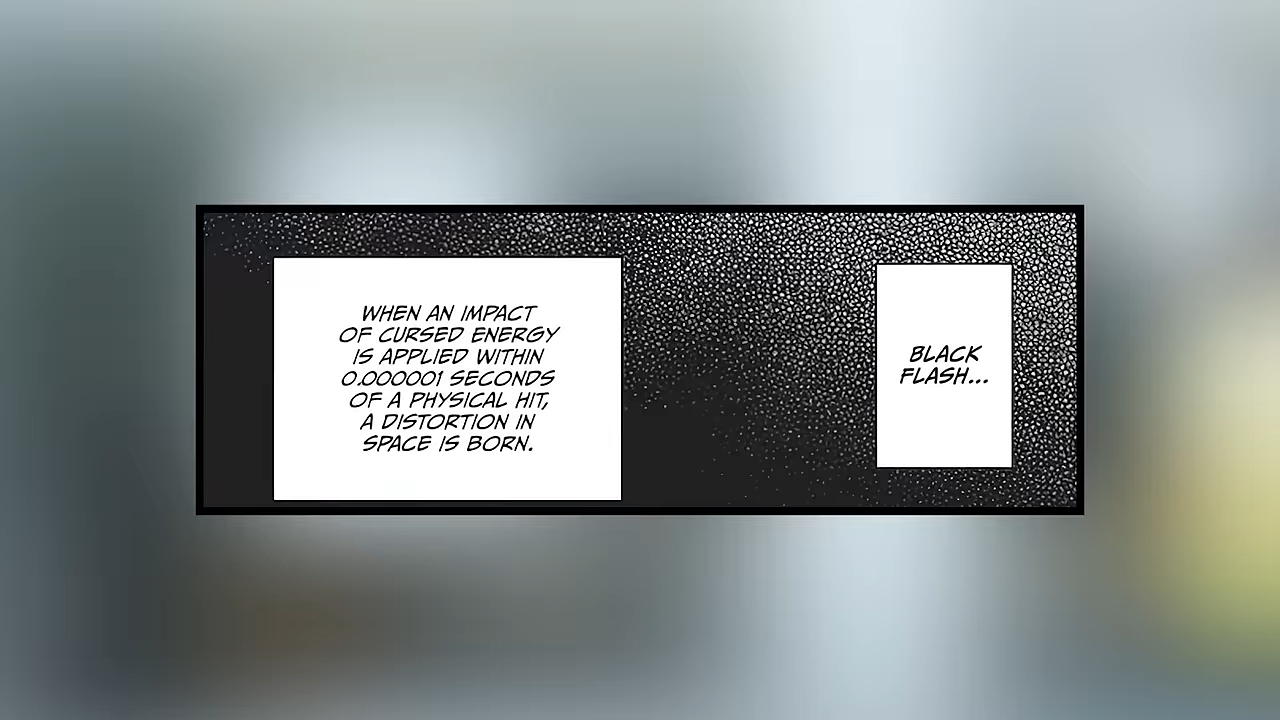 BLACK
FLASH...
WHEN AN IMPACT
OF CURSED ENERGY
IS APPLIED WITHIN
0.000001 SECONDS
OF A PHYSICAL HIT,
A DISTORTION IN
SPACE IS BORN.